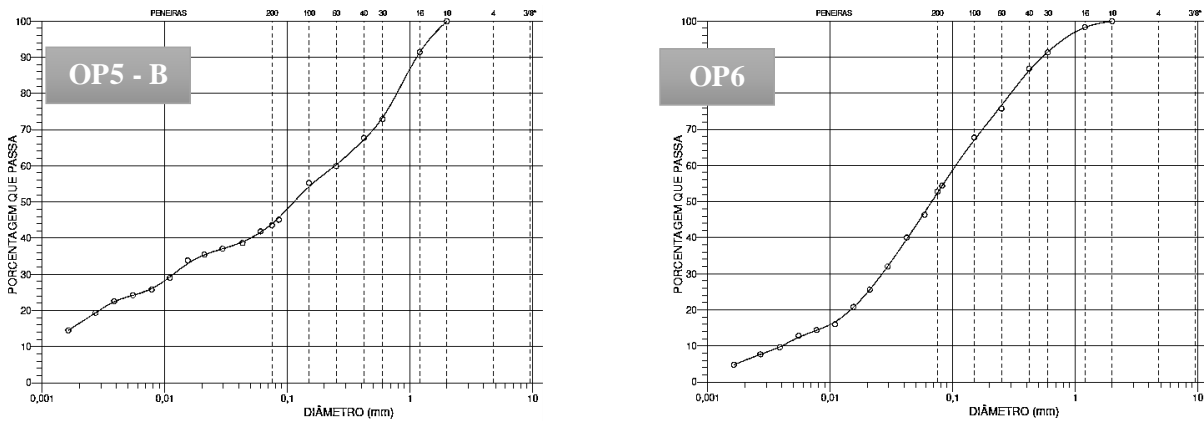 PENEIRAS 200 100 60 40 30 16 10 4 3/8"
OP5 - B
PORCENTAGEM QUE PASSA
100
90
80
70
60
50
40
30
20
10
0
0,001 0,01 0,1 1 10
DIÂMETRO (mm)
PENEIRAS 200 100 60 40 30 16 10 4 3/8"
OP6
PORCENTAGEM QUE PASSA
100
90
80
70
60
50
40
30
20
10
0
0,001 0,01 0,1 1 10
DIÂMETRO (mm)